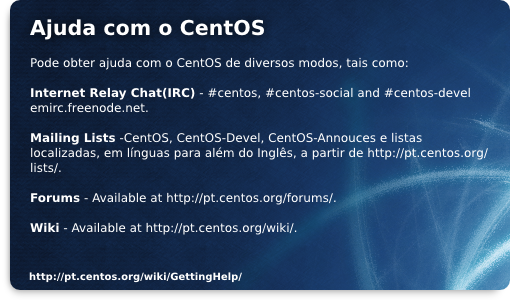 Ajuda com o CentOS
Pode obter ajuda com o CentOS de diversos modos, tais como:
Internet Relay Chat(IRC) - #centos, #centos-social and #centos-devel
emirc.freenode.net.
Mailing Lists -CentOS, CentOS-Devel, CentOS-Annouces e listas
localizadas, em línguas para além do Inglês, a partir de http://pt.centos.org/
lists/.
Forums - Available at http://pt.centos.org/forums/.
Wiki - Available at http://pt.centos.org/wiki/.
http://pt.centos.org/wiki/GettingHelp/